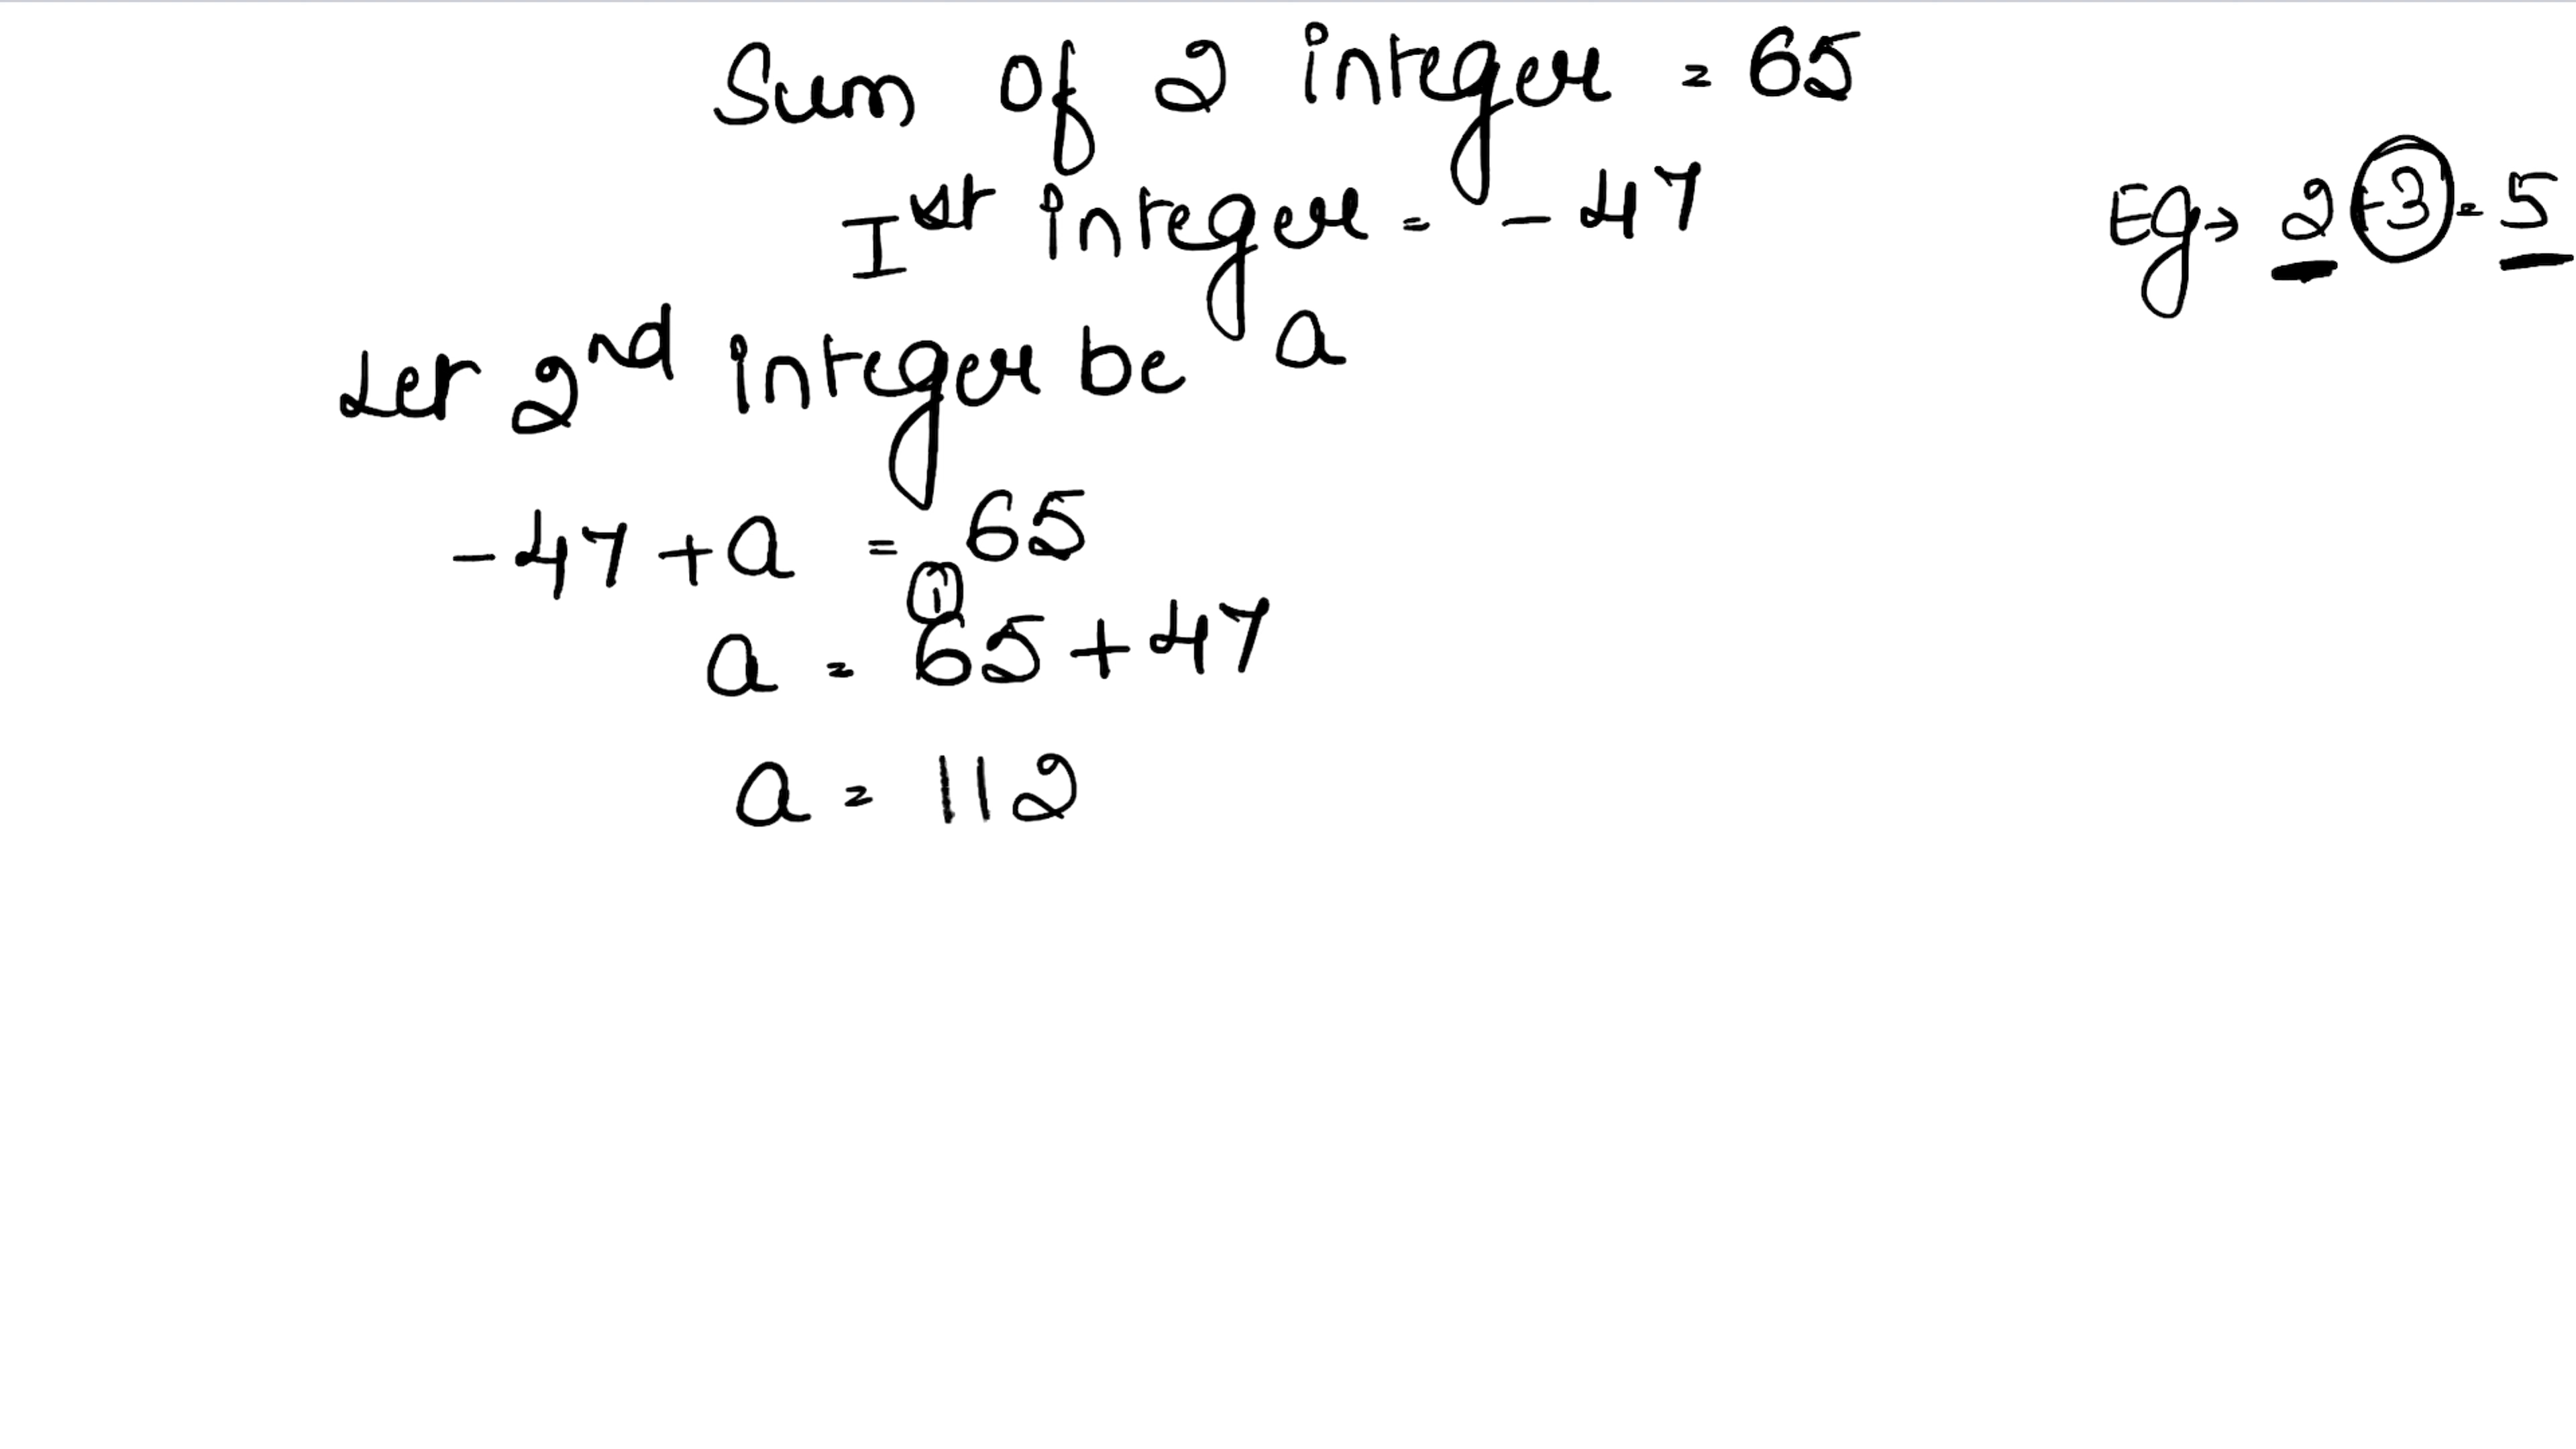 Sum of 2 integer = 65
Ist integer = -47
Eg→ 2+3=5
Let 2nd integer be a
-47+a = 65
1
a = 65+47
a = 112